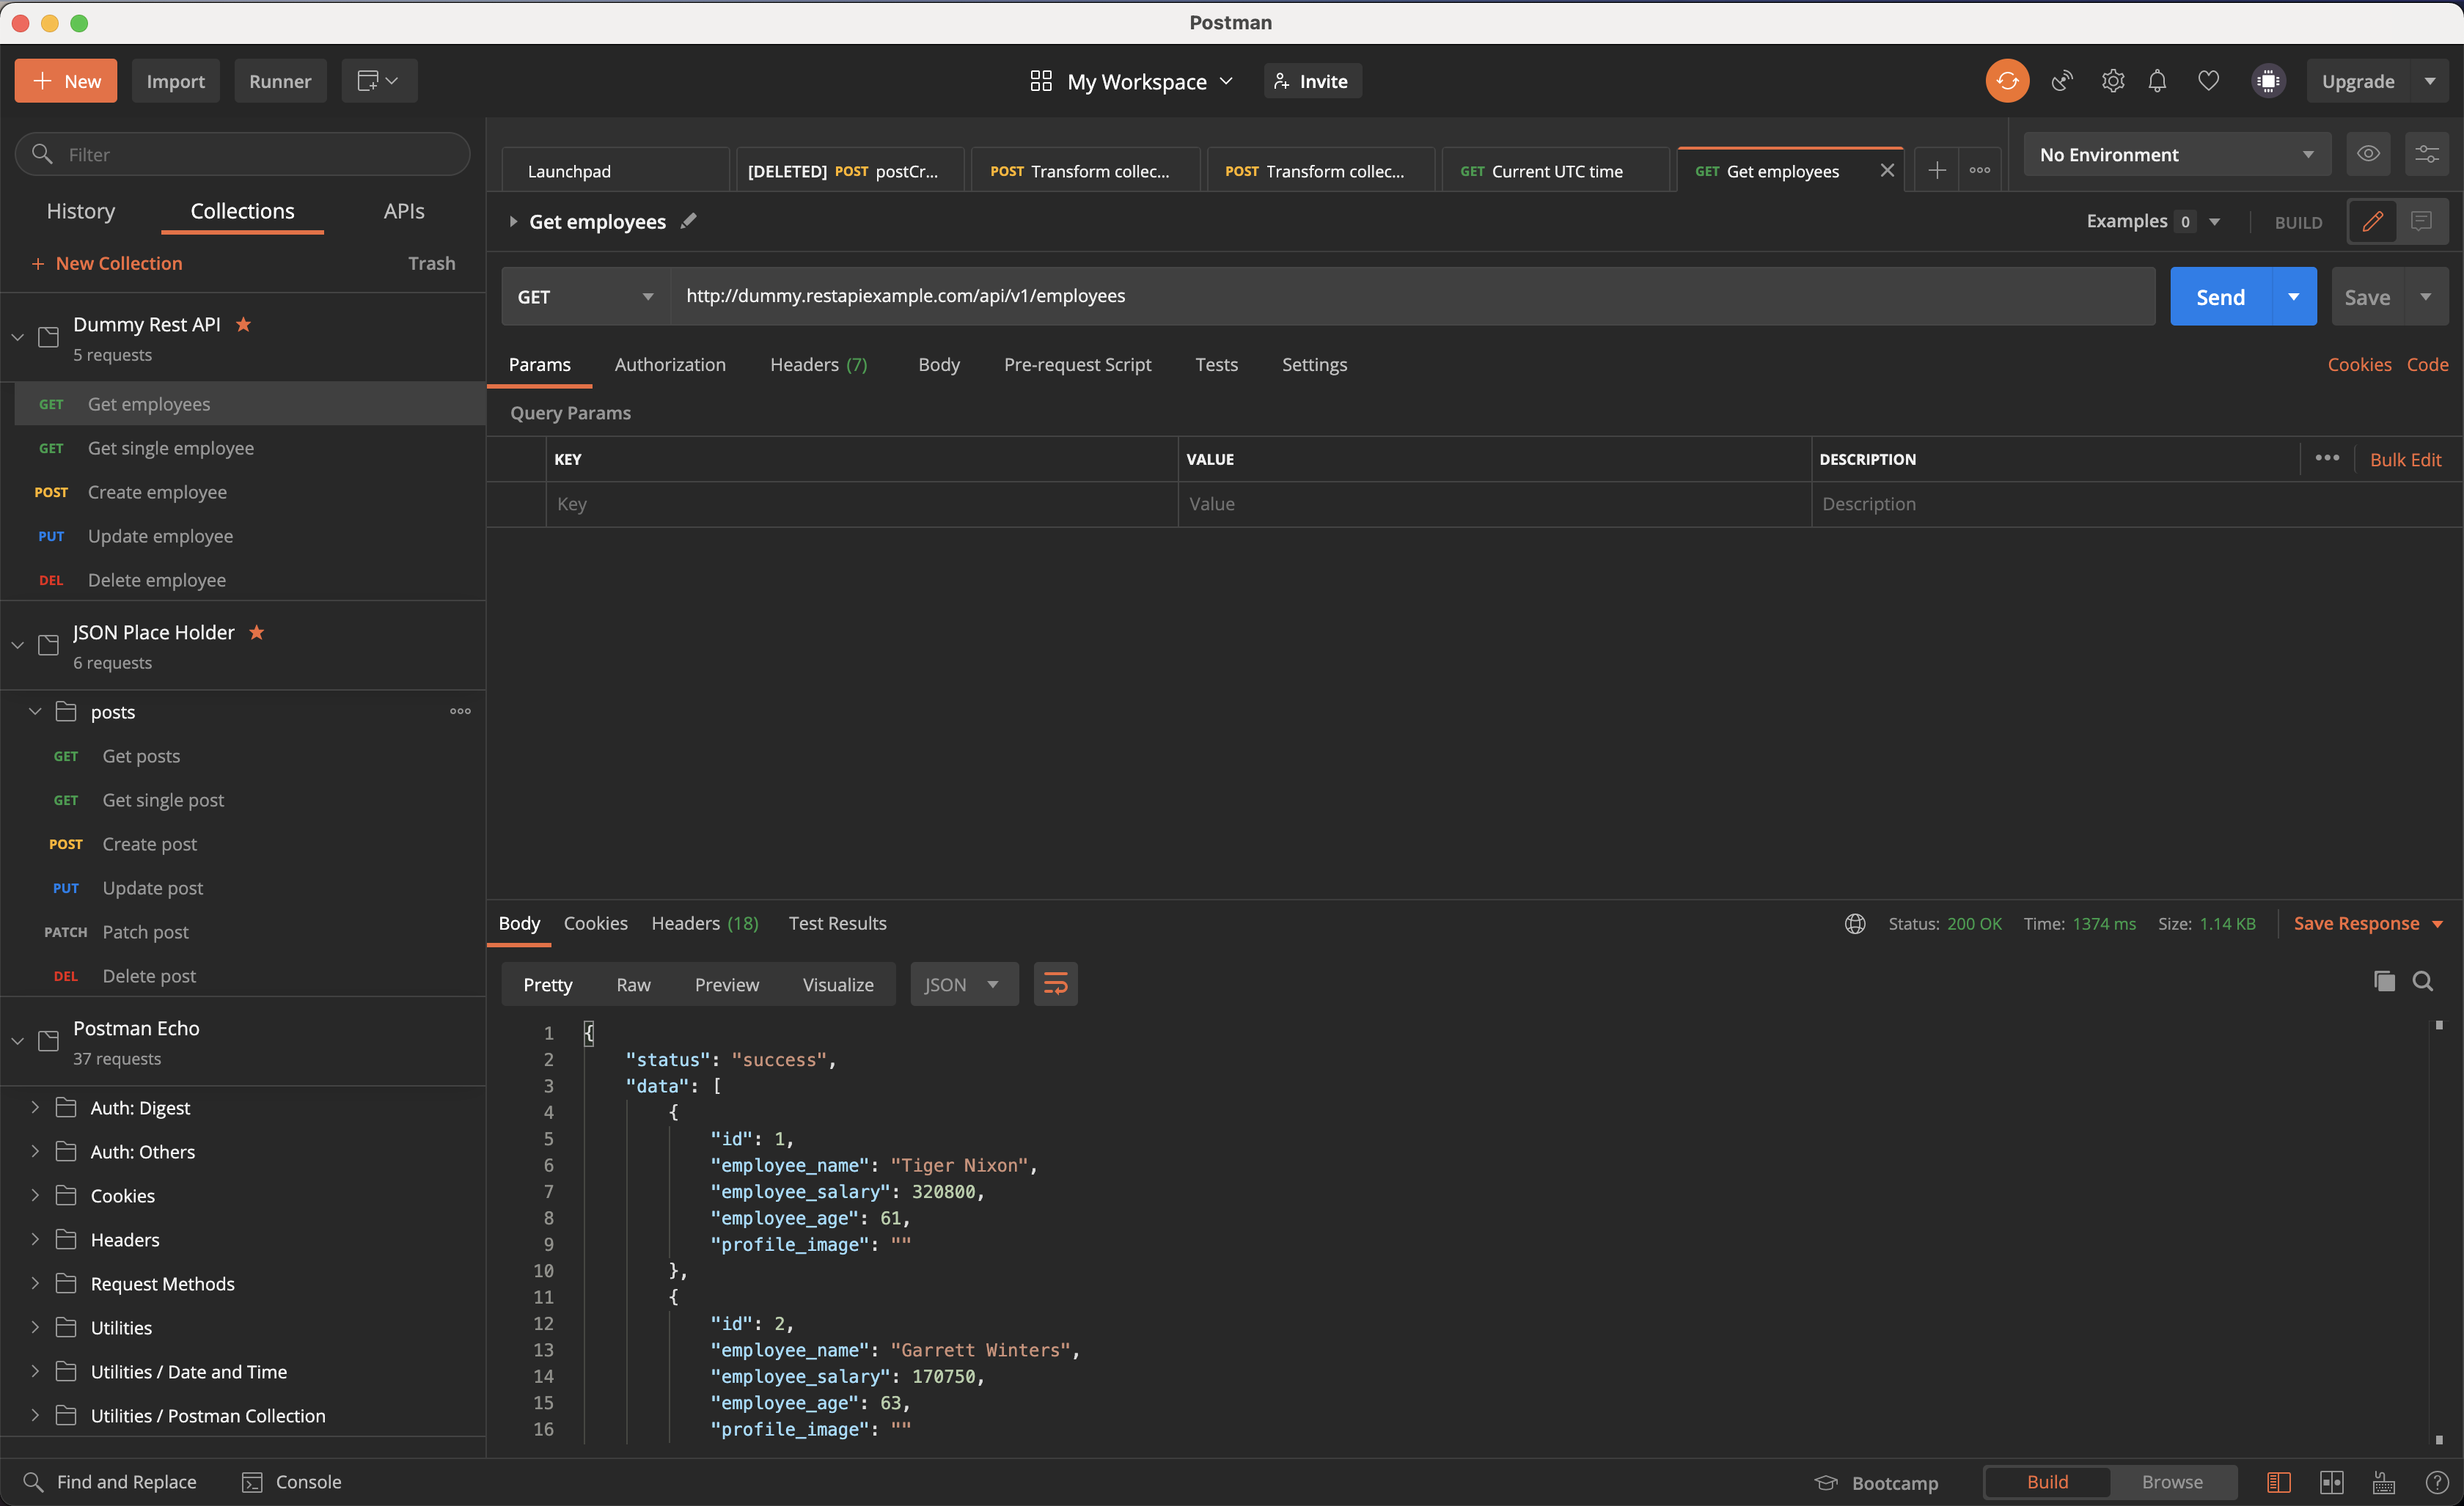 Postman
New Import Runner My Workspace Invite Upgrade
Filter
History Collections APIs
+ New Collection Trash
Dummy Rest API
5 requests
GET Get employees
GET Get single employee
POST Create employee
PUT Update employee
DEL Delete employee
JSON Place Holder
6 requests
posts
GET Get posts
GET Get single post
POST Create post
PUT Update post
PATCH Patch post
DEL Delete post
Postman Echo
37 requests
Auth: Digest
Auth: Others
Cookies
Headers
Request Methods
Utilities
Utilities / Date and Time
Utilities / Postman Collection
Launchpad [DELETED] POST postCr... POST Transform collec... POST Transform collec... GET Current UTC time GET Get employees No Environment
Get employees Examples 0 BUILD
GET http://dummy.restapiexample.com/api/v1/employees Send Save
Params Authorization Headers (7) Body Pre-request Script Tests Settings Cookies Code
Query Params
KEY VALUE DESCRIPTION Bulk Edit
Key Value Description
Body Cookies Headers (18) Test Results Status: 200 OK Time: 1374 ms Size: 1.14 KB Save Response
Pretty Raw Preview Visualize JSON
1 {
2 "status": "success",
3 "data": [
4 {
5 "id": 1,
6 "employee_name": "Tiger Nixon",
7 "employee_salary": 320800,
8 "employee_age": 61,
9 "profile_image": ""
10 },
11 {
12 "id": 2,
13 "employee_name": "Garrett Winters",
14 "employee_salary": 170750,
15 "employee_age": 63,
16 "profile_image": ""
Find and Replace Console Bootcamp Build Browse